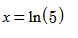 x = ln(5)